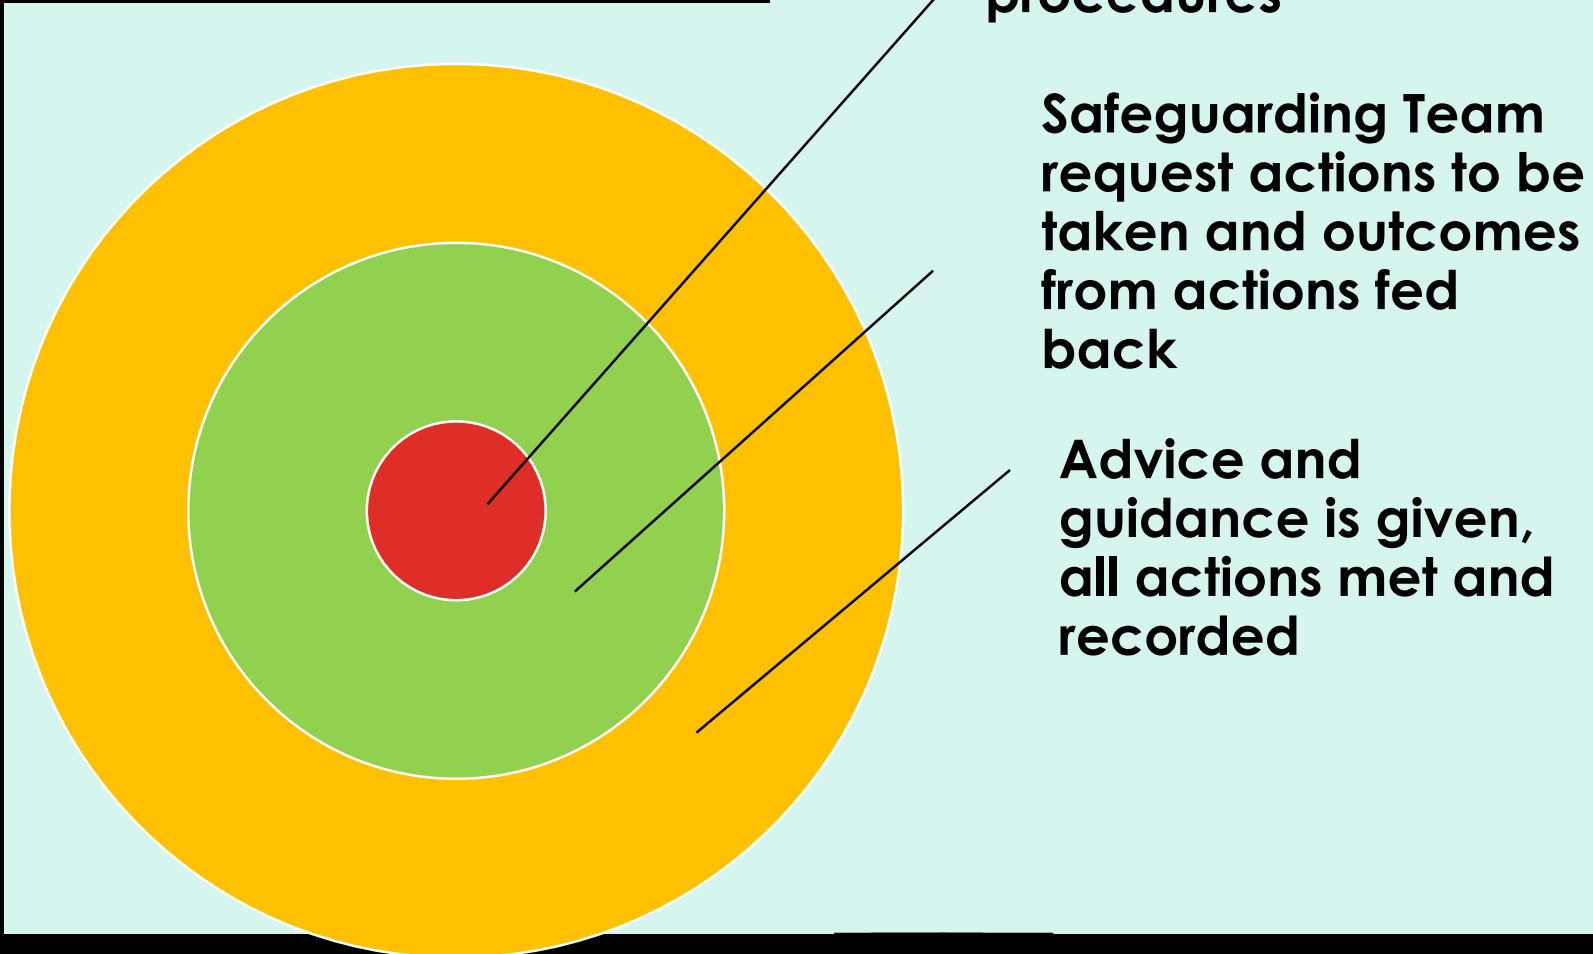 procedures
Safeguarding Team
request actions to be
taken and outcomes
from actions fed
back
Advice and
guidance is given,
all actions met and
recorded